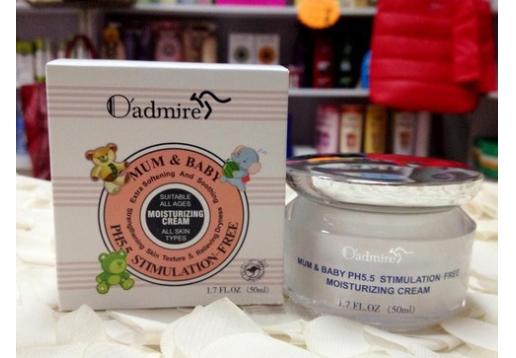 D'admire
MUM & BABY
Extra Softening And Soothing
SUITABLE
ALL AGES
MOISTURIZING
CREAM
ALL SKIN
TYPES
Strengthening Skin Texture & Relieving Dryness
PH5.5 STIMULATION-FREE
1.7 FL.OZ (50ml)
D'admire
MUM & BABY PH5.5 STIMULATION-FREE
MOISTURIZING CREAM
1.7 FL.OZ (50ml)